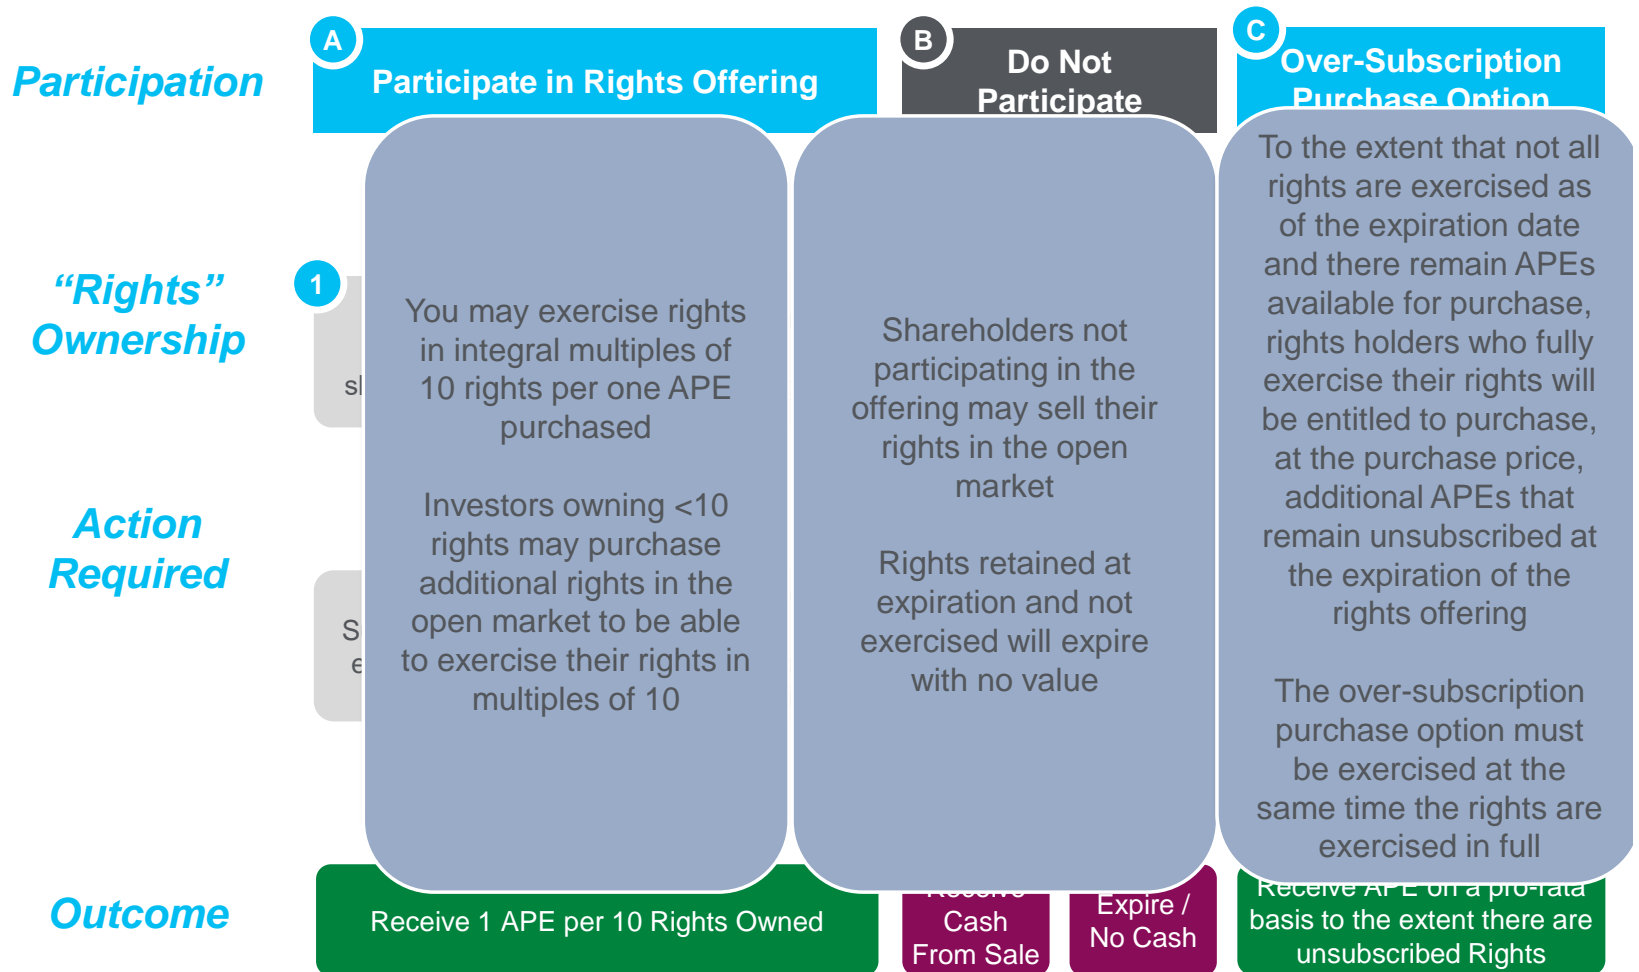 A
Participate in Rights Offering
B
Do Not
Participate
C
Over-Subscription
Purchase Option
Participation
“Rights”
Ownership
1
Action
Required
Outcome
You may exercise rights
in integral multiples of
10 rights per one APE
purchased
Investors owning <10
rights may purchase
additional rights in the
open market to be able
to exercise their rights in
multiples of 10
Shareholders not
participating in the
offering may sell their
rights in the open
market
Rights retained at
expiration and not
exercised will expire
with no value
To the extent that not all
rights are exercised as
of the expiration date
and there remain APEs
available for purchase,
rights holders who fully
exercise their rights will
be entitled to purchase,
at the purchase price,
additional APEs that
remain unsubscribed at
the expiration of the
rights offering
The over-subscription
purchase option must
be exercised at the
same time the rights are
exercised in full
Receive 1 APE per 10 Rights Owned
Receive
Cash
From Sale
Expire /
No Cash
Receive APE on a pro-rata
basis to the extent there are
unsubscribed Rights